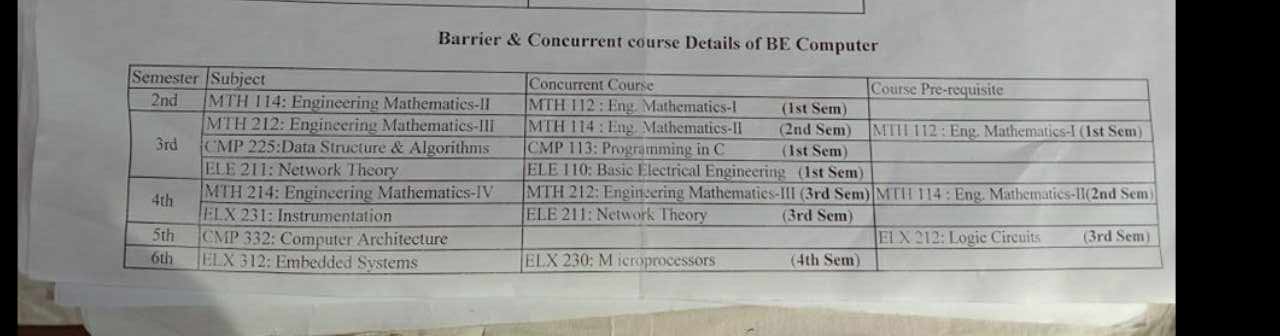 Barrier & Concurrent course Details of BE Computer
Semester Subject Concurrent Course Course Pre-requisite
2nd MTH 114: Engineering Mathematics-II MTH 112 : Eng. Mathematics-I (1st Sem)
3rd MTH 212: Engineering Mathematics-III MTH 114 : Eng. Mathematics-II (2nd Sem) MTH 112 : Eng. Mathematics-I (1st Sem)
CMP 225:Data Structure & Algorithms CMP 113: Programming in C (1st Sem)
ELE 211: Network Theory ELE 110: Basic Electrical Engineering (1st Sem)
4th MTH 214: Engineering Mathematics-IV MTH 212: Engineering Mathematics-III (3rd Sem) MTH 114 : Eng. Mathematics-II(2nd Sem)
ELX 231: Instrumentation ELE 211: Network Theory (3rd Sem)
5th CMP 332: Computer Architecture ELX 212: Logic Circuits (3rd Sem)
6th ELX 312: Embedded Systems ELX 230: M icroprocessors (4th Sem)